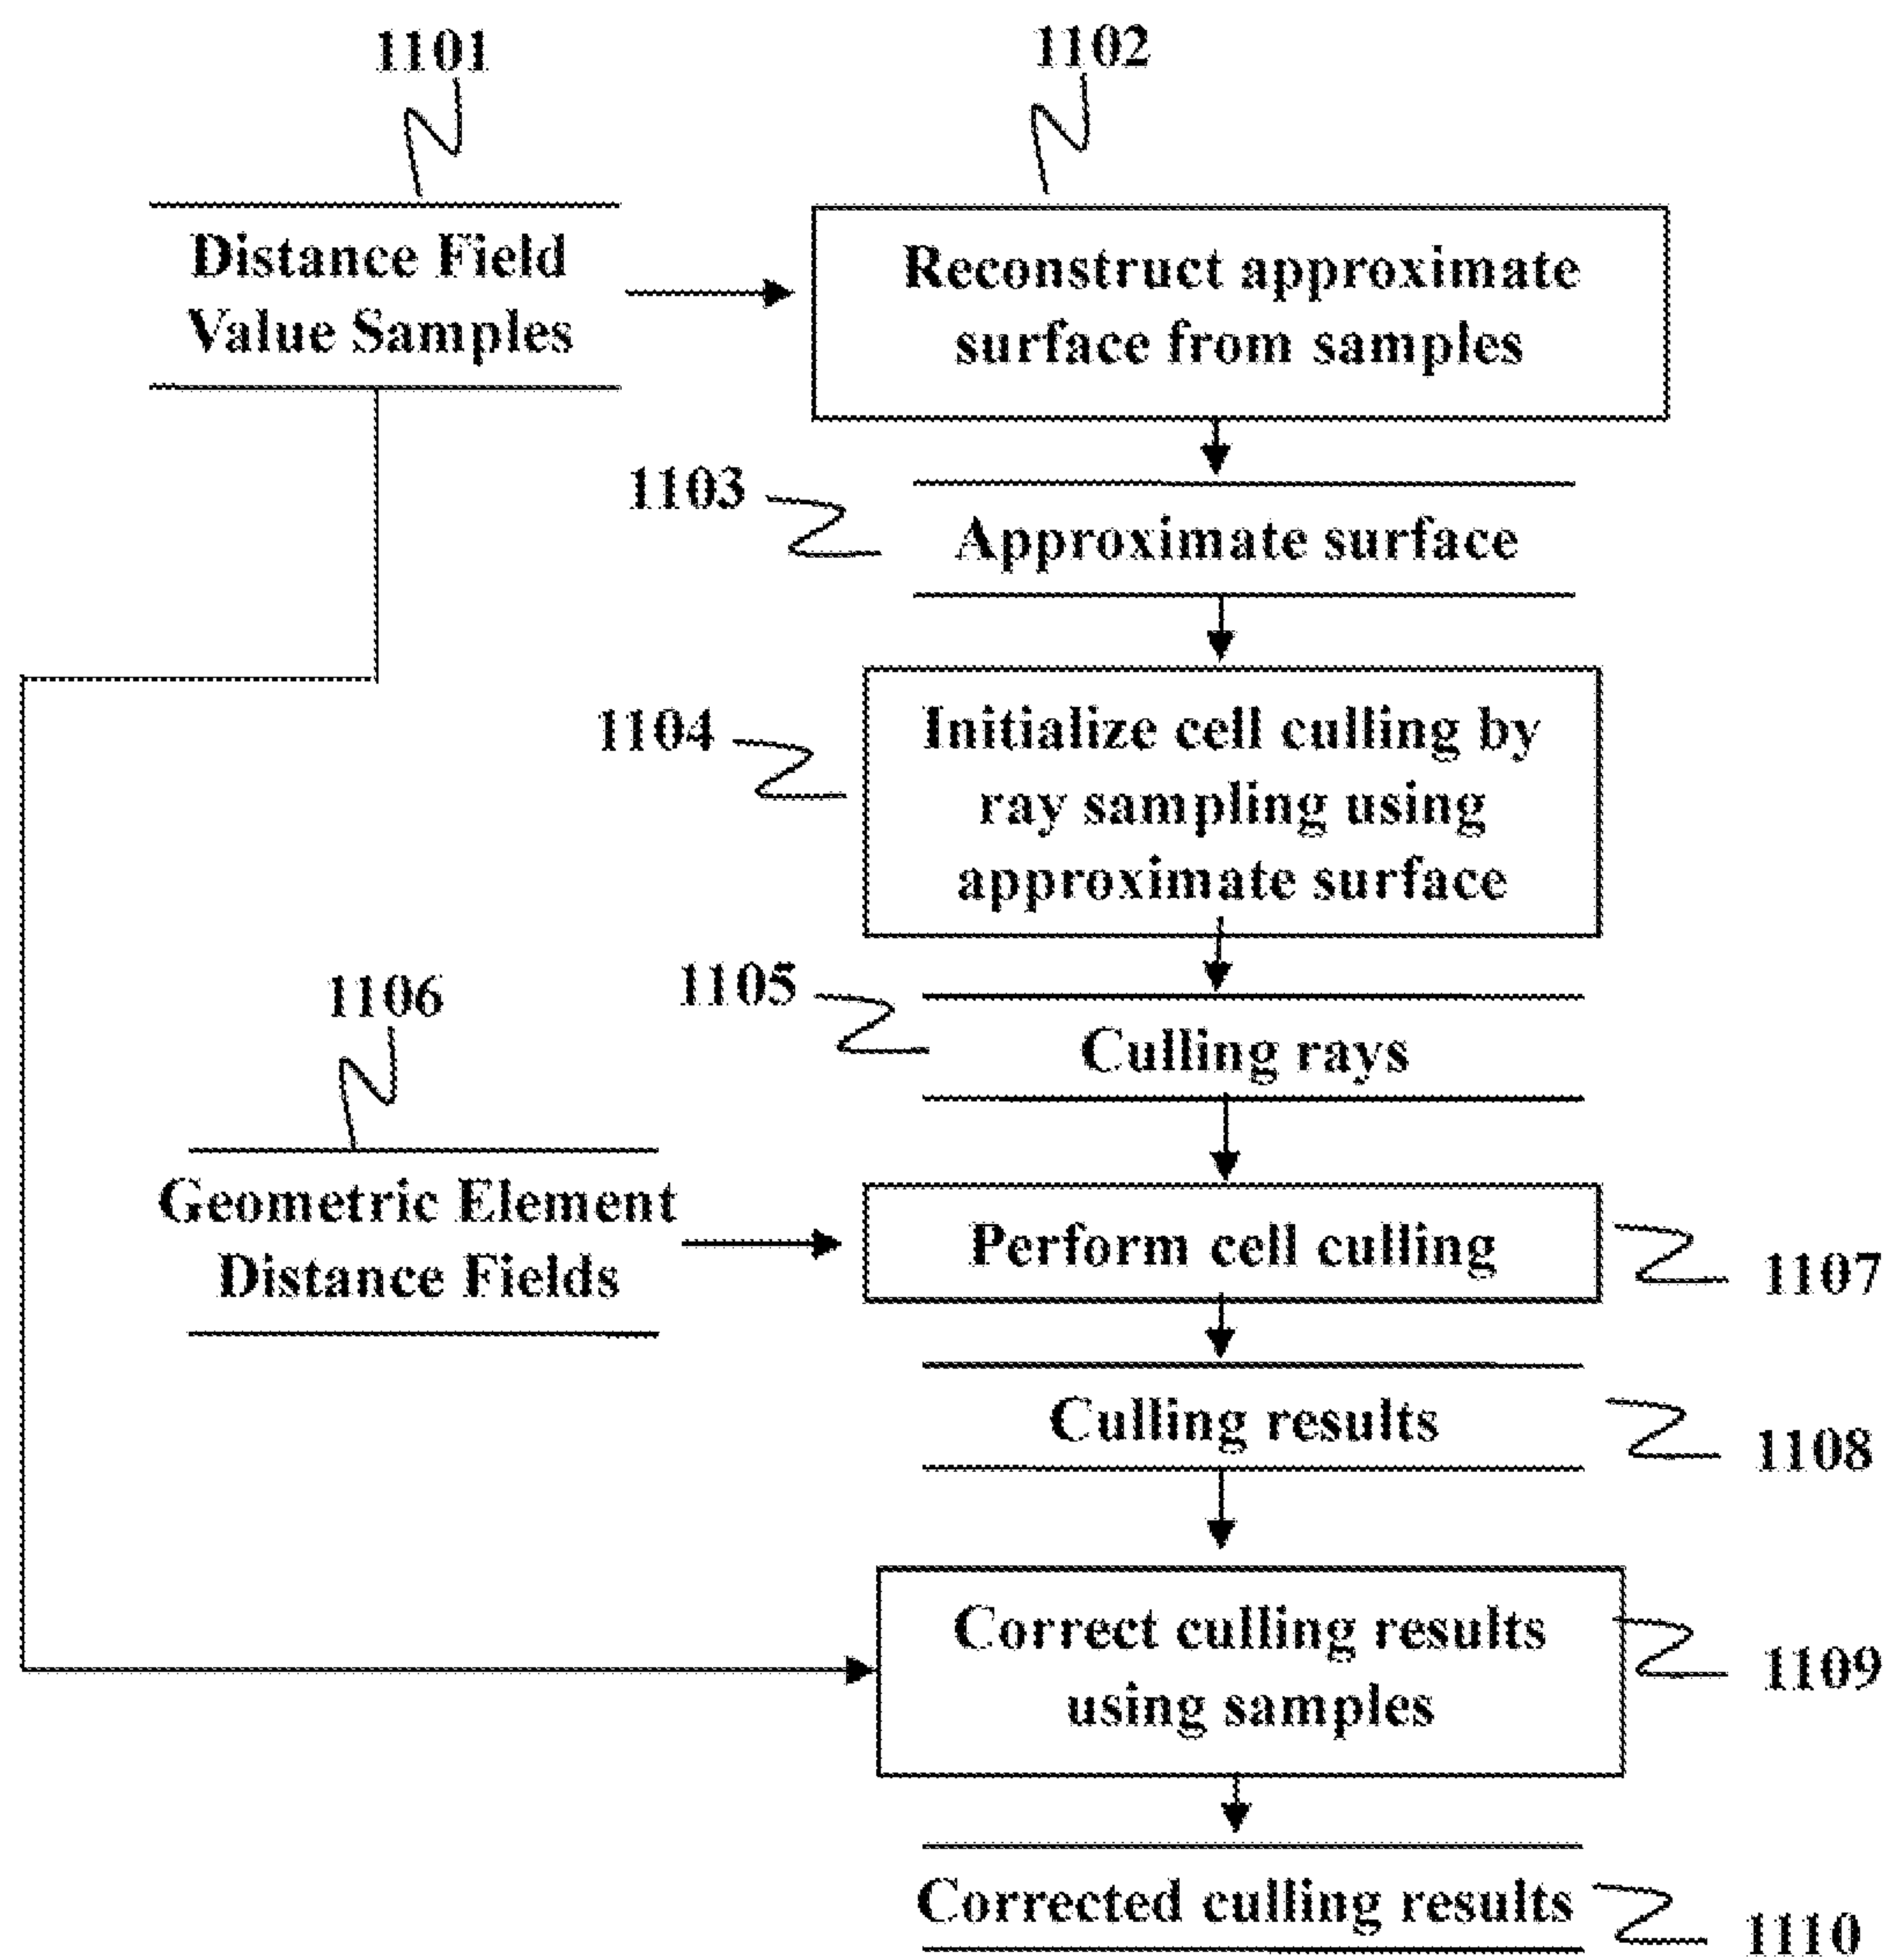 1101
1102
Distance Field
Value Samples
Reconstruct approximate
surface from samples
1103
Approximate surface
1104
Initialize cell culling by
ray sampling using
approximate surface
1105
Culling rays
1106
Geometric Element
Distance Fields
Perform cell culling
1107
Culling results
1108
Correct culling results
using samples
1109
Corrected culling results
1110